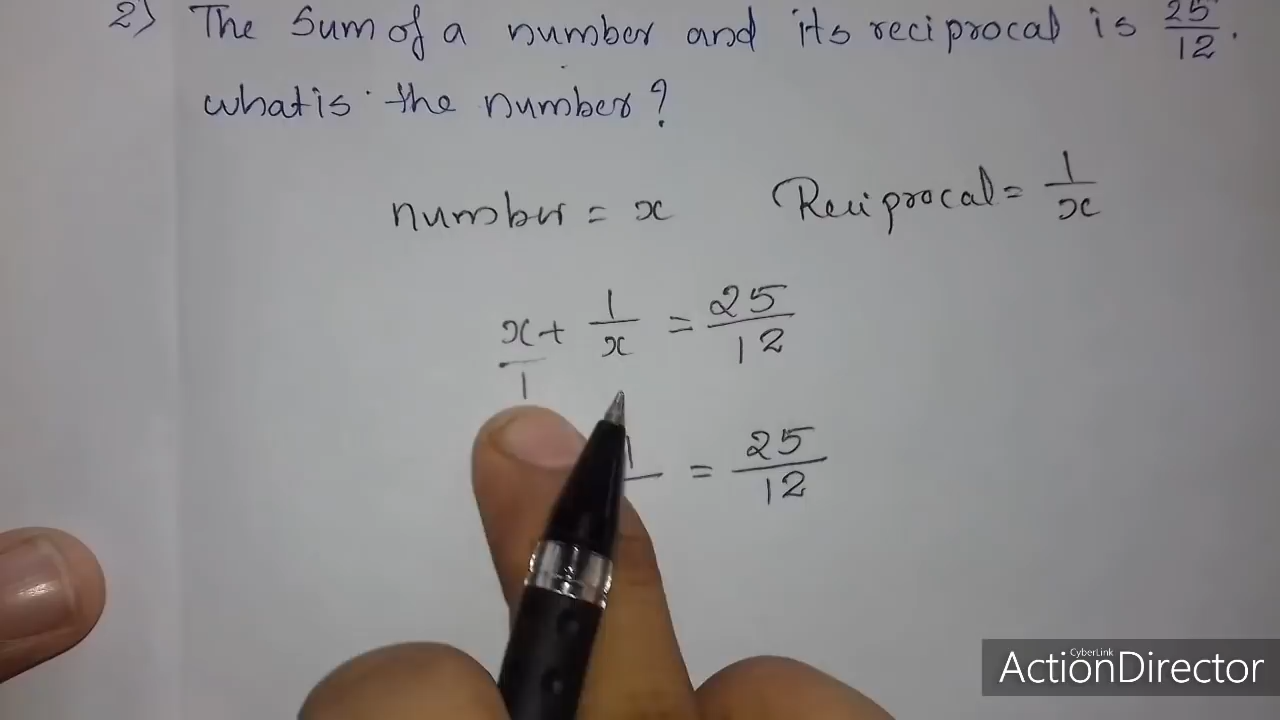 2) The Sum of a number and its reciprocal is 25/12.
what is the number?
number = x Reciprocal = 1/x
x/1 + 1/x = 25/12
1 = 25/12
CyberLink
ActionDirector